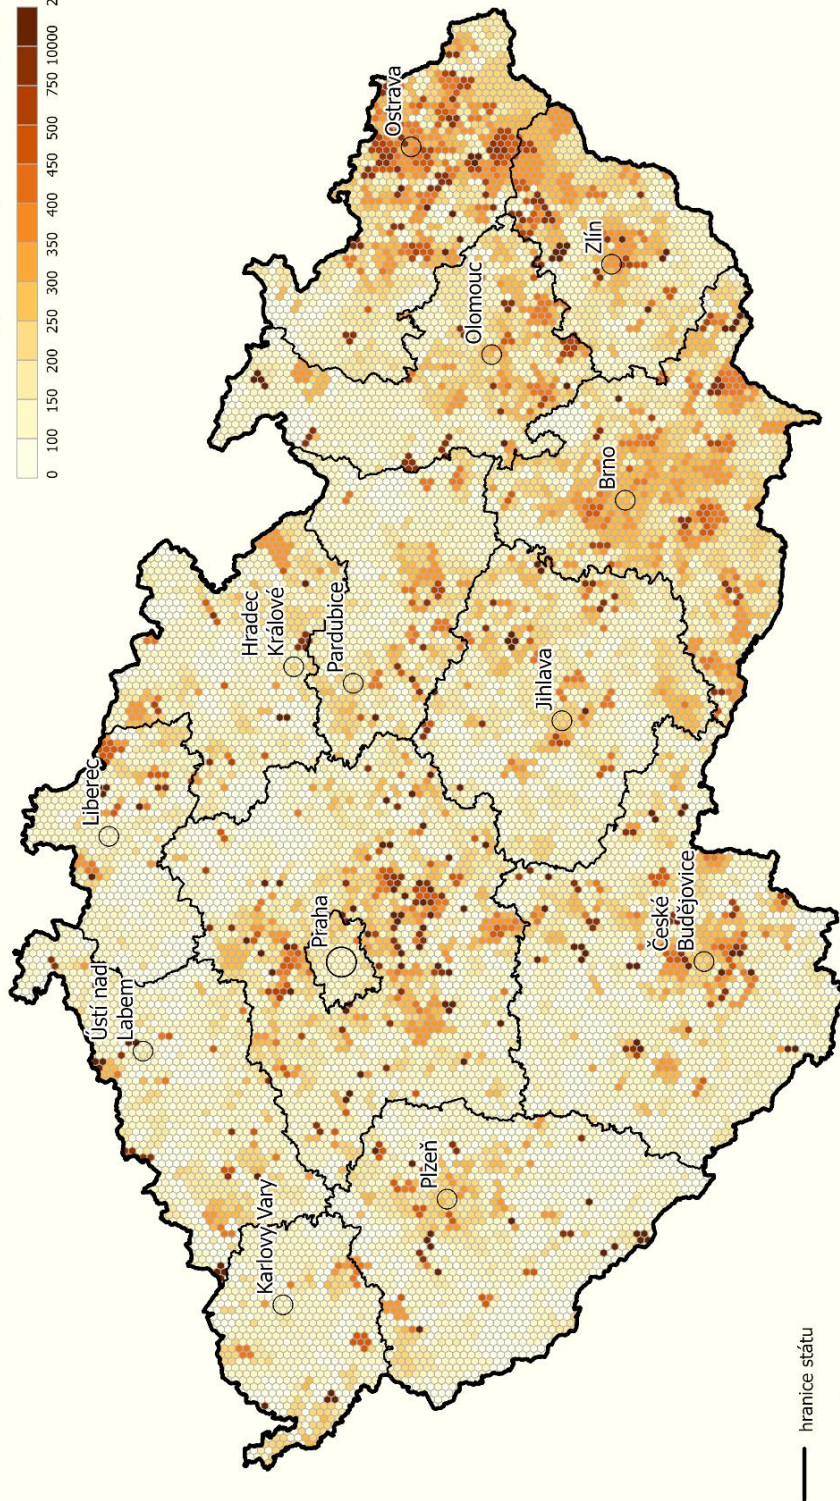 0 100 150 200 250 300 350 400 450 500 750 1000
Liberec
Ústí nad
Labem
Karlovy Vary
Praha
Hradec
Králové
Pardubice
Plzeň
Olomouc
Ostrava
Jihlava
Brno
Zlín
České
Budějovice
hranice státu